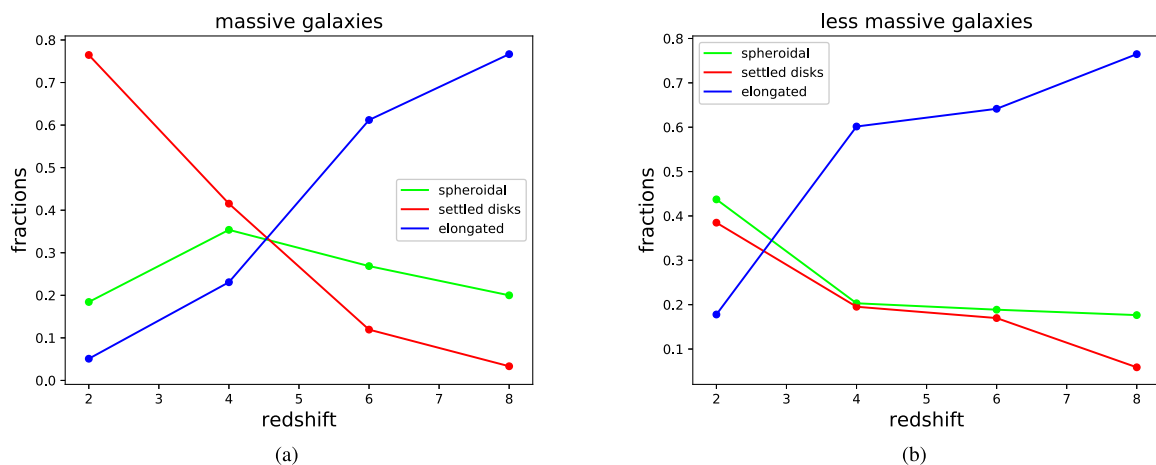 massive galaxies
0.8
0.7
0.6
0.5
0.4
0.3
0.2
0.1
0.0
fractions
spheroidal
settled disks
elongated
2 3 4 5 6 7 8
redshift
(a)
less massive galaxies
0.8
0.7
0.6
0.5
0.4
0.3
0.2
0.1
fractions
spheroidal
settled disks
elongated
2 3 4 5 6 7 8
redshift
(b)